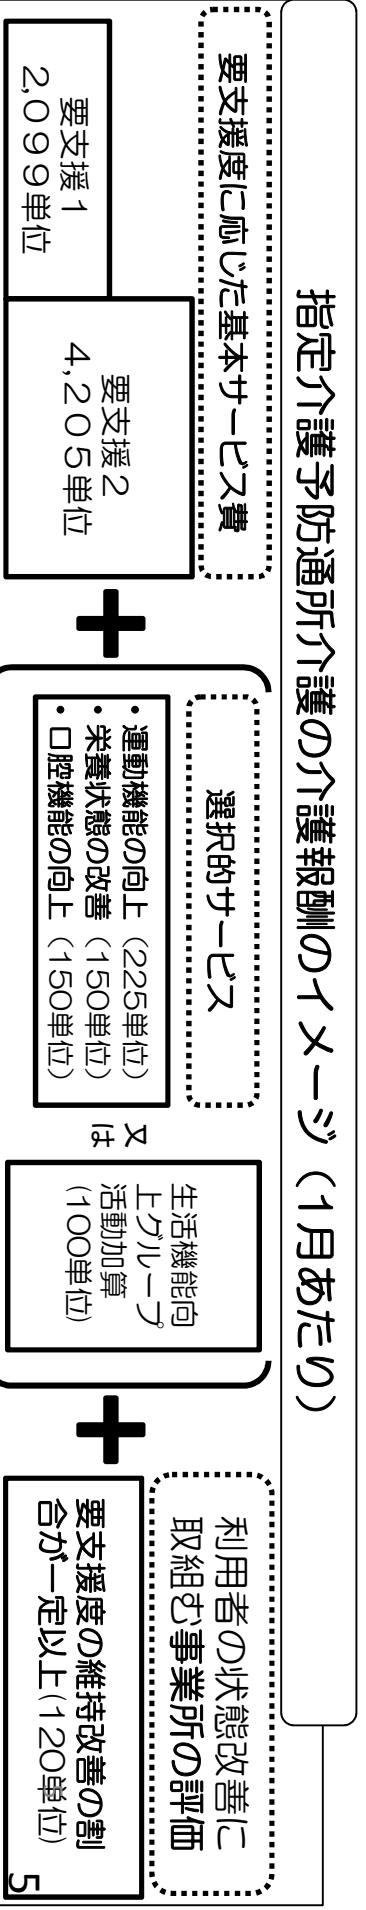 指定介護予防通所介護の介護報酬のイメージ（1月あたり）
要支援度に応じた基本サービス費
要支援1
2,099単位
要支援2
4,205単位
＋
選択的サービス
・運動機能の向上（225単位）
・栄養状態の改善（150単位）
・口腔機能の向上（150単位）
又
は
生活機能向
上グループ
活動加算
(100単位)
＋
利用者の状態改善に
取組む事業所の評価
要支援度の維持改善の割
合が一定以上(120単位)
5